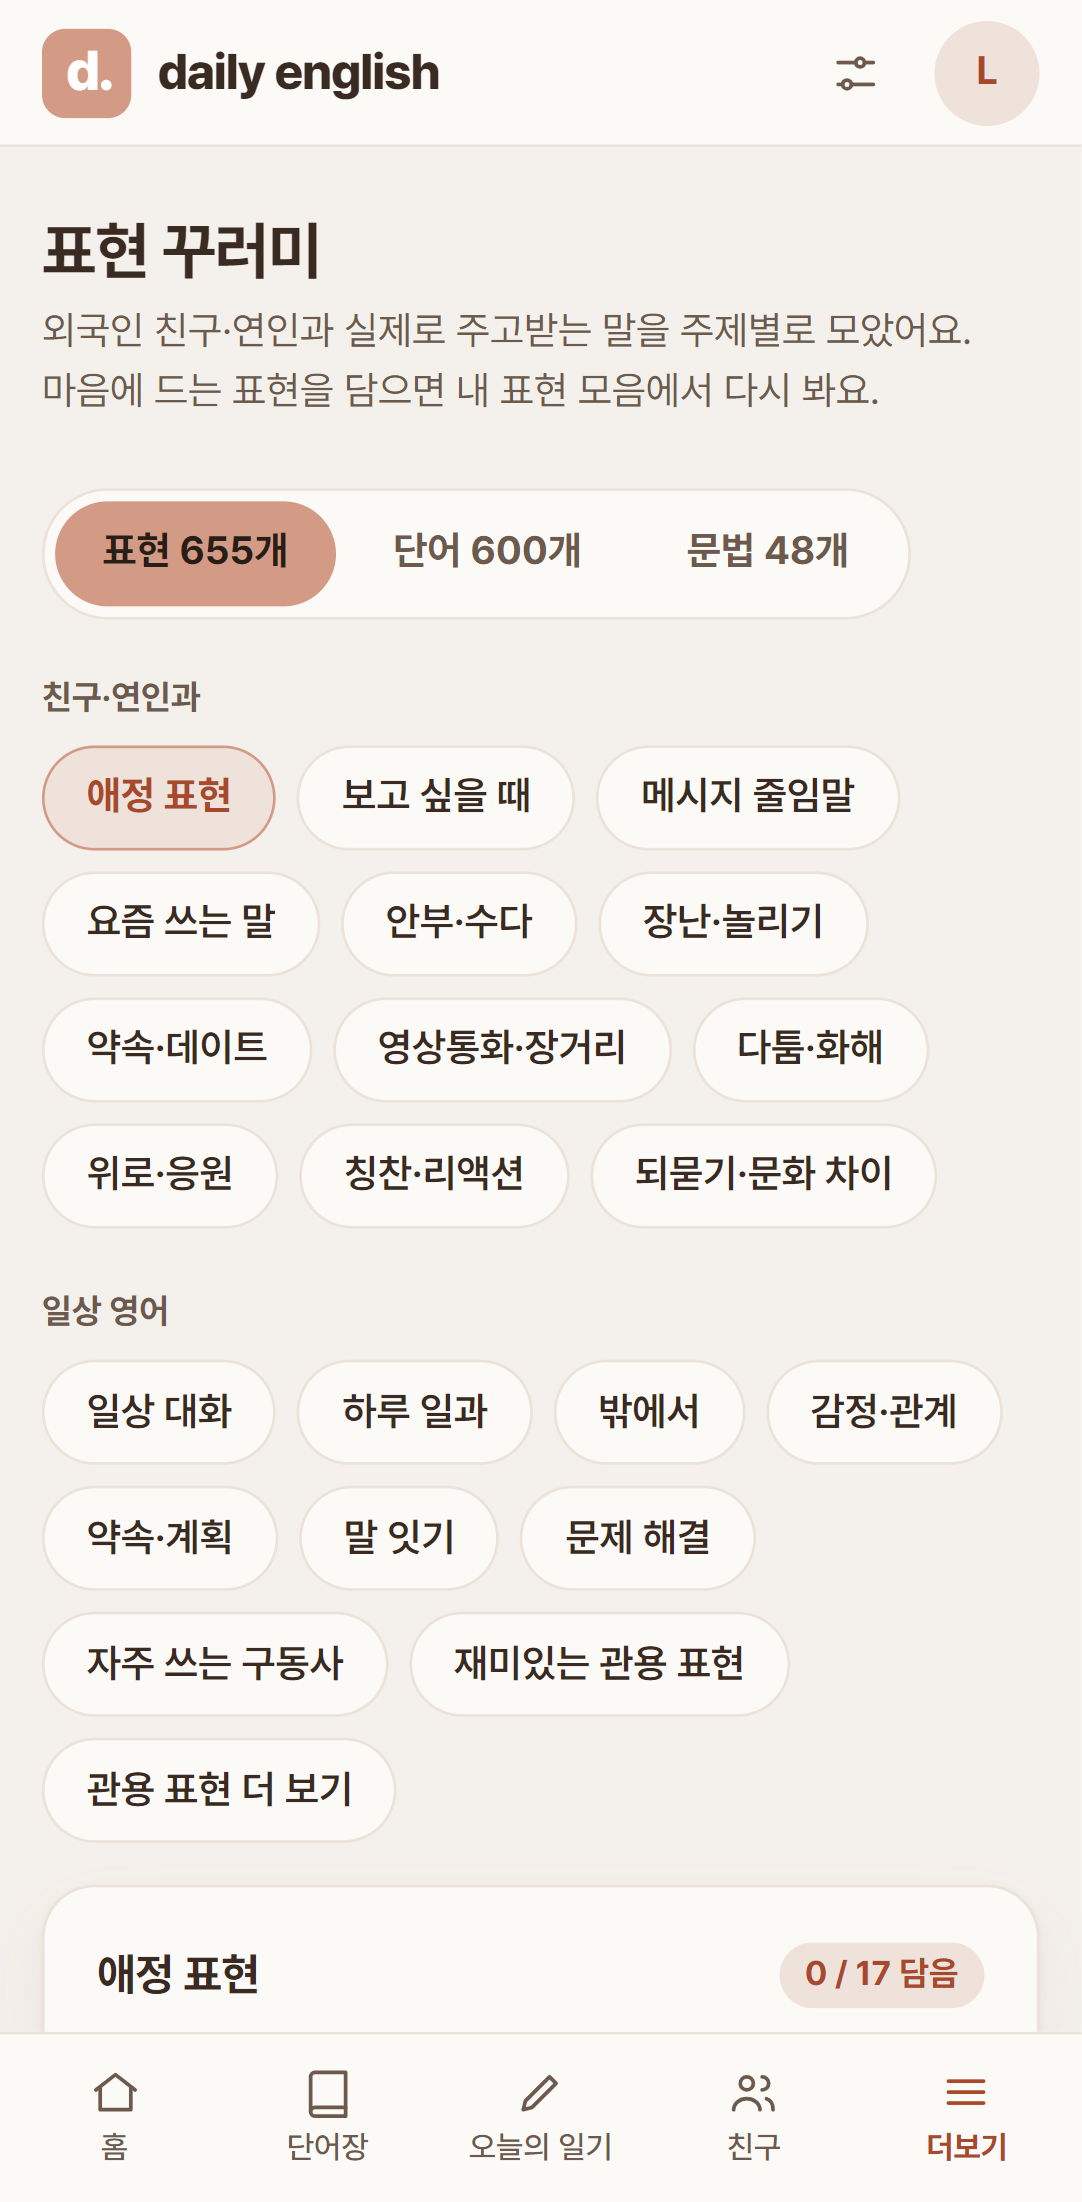 d. daily english L
표현 꾸러미
외국인 친구·연인과 실제로 주고받는 말을 주제별로 모았어요.
마음에 드는 표현을 담으면 내 표현 모음에서 다시 봐요.
표현 655개 단어 600개 문법 48개
친구·연인과
애정 표현 보고 싶을 때 메시지 줄임말
요즘 쓰는 말 안부·수다 장난·놀리기
약속·데이트 영상통화·장거리 다툼·화해
위로·응원 칭찬·리액션 되묻기·문화 차이
일상 영어
일상 대화 하루 일과 밖에서 감정·관계
약속·계획 말 잇기 문제 해결
자주 쓰는 구동사 재미있는 관용 표현
관용 표현 더 보기
애정 표현 0 / 17 담음
홈 단어장 오늘의 일기 친구 더보기